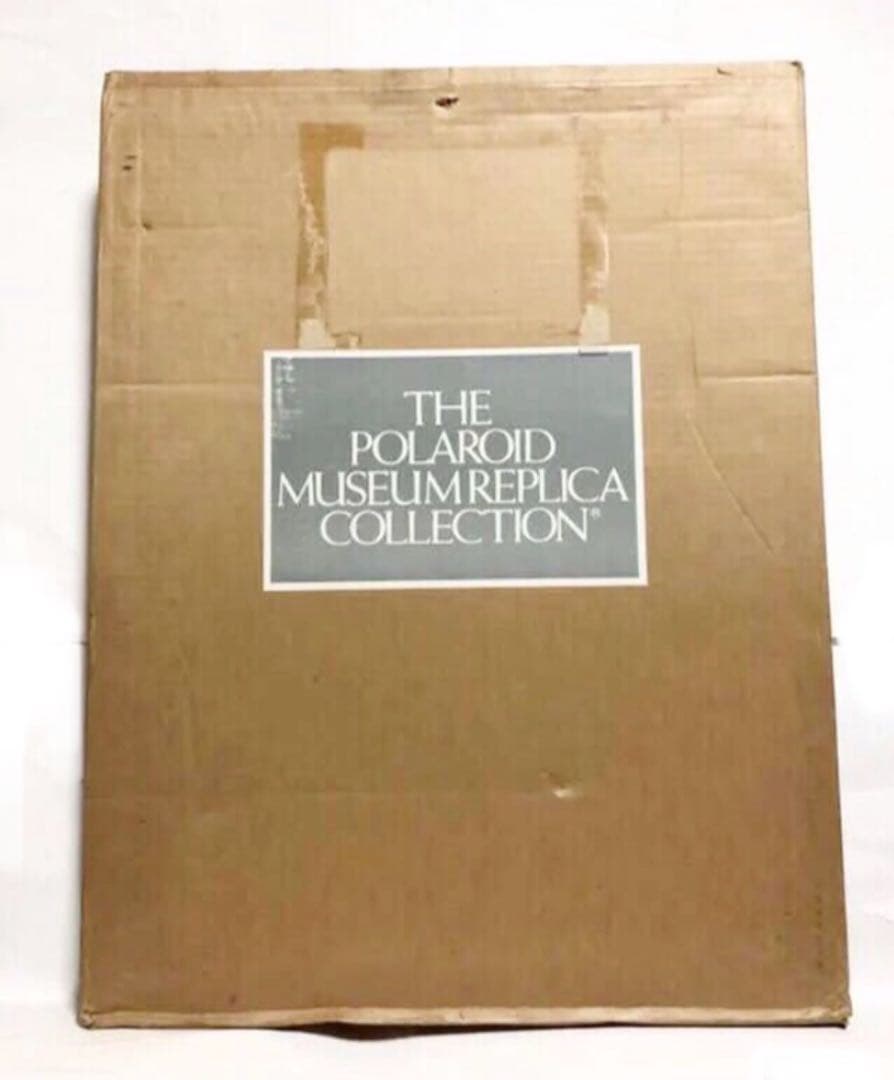 THE
POLAROID
MUSEUM REPLICA
COLLECTION®